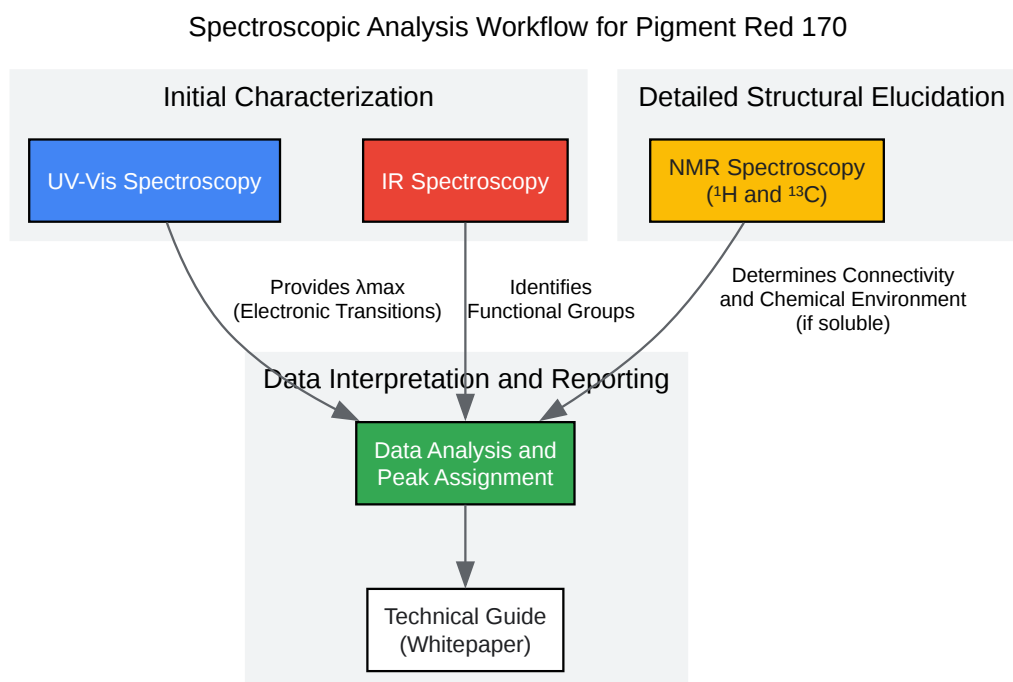 Spectroscopic Analysis Workflow for Pigment Red 170
Initial Characterization
Detailed Structural Elucidation
UV-Vis Spectroscopy
IR Spectroscopy
NMR Spectroscopy
(¹H and ¹³C)
Provides λmax
(Electronic Transitions)
Identifies
Functional Groups
Determines Connectivity
and Chemical Environment
(if soluble)
Data Interpretation and Reporting
Data Analysis and
Peak Assignment
Technical Guide
(Whitepaper)